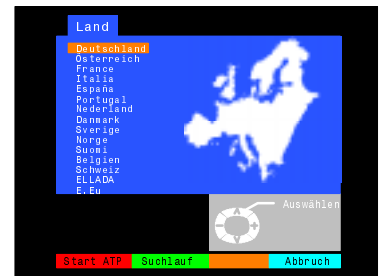 Land
Deutschland
Österreich
France
Italia
España
Portugal
Nederland
Danmark
Sverige
Norge
Suomi
Belgien
Schweiz
ELLADA
E.Eu
Auswählen
Start ATP Suchlauf Abbruch